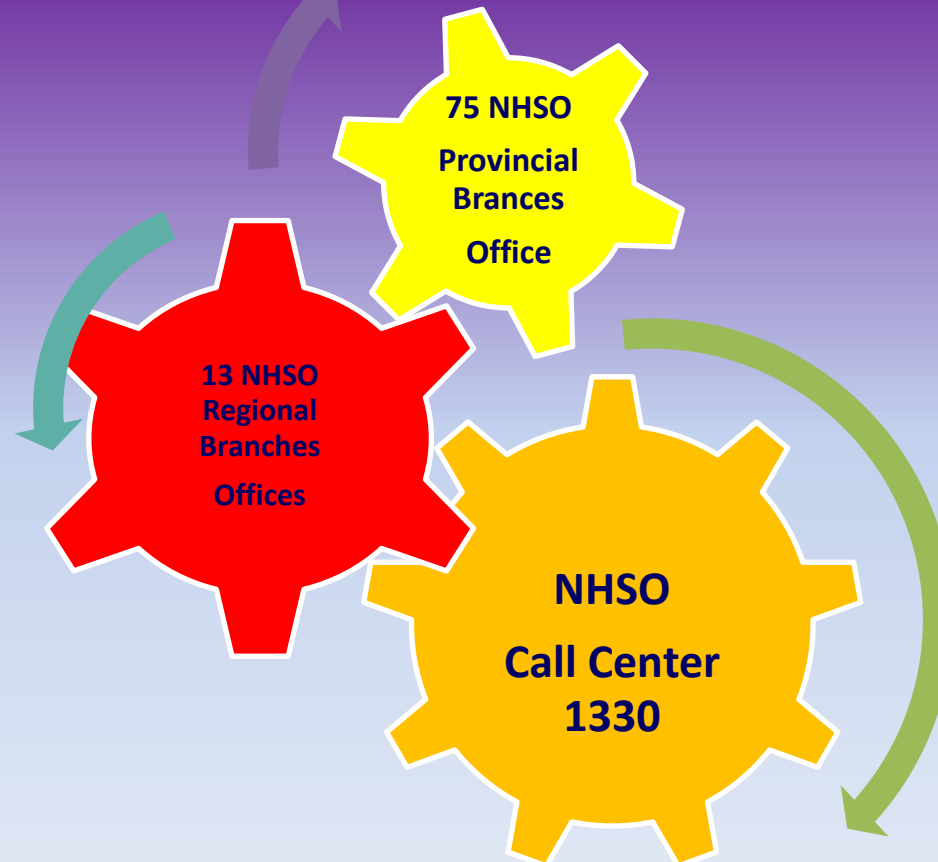 75 NHSO
Provincial
Brances
Office
13 NHSO
Regional
Branches
Offices
NHSO
Call Center
1330